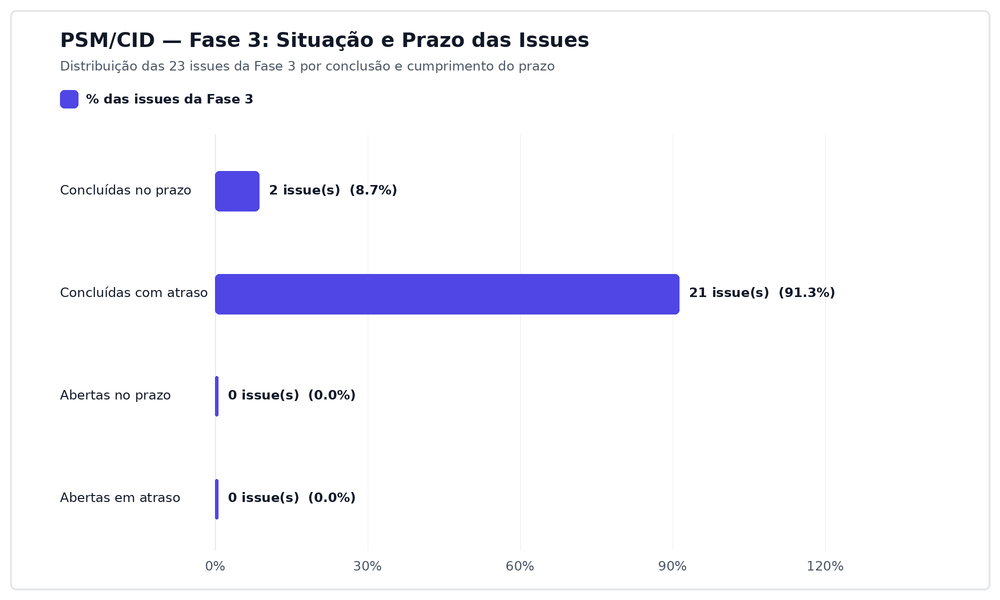 PSM/CID — Fase 3: Situação e Prazo das Issues
Distribuição das 23 issues da Fase 3 por conclusão e cumprimento do prazo
% das issues da Fase 3
Concluídas no prazo 2 issue(s) (8.7%)
Concluídas com atraso 21 issue(s) (91.3%)
Abertas no prazo 0 issue(s) (0.0%)
Abertas em atraso 0 issue(s) (0.0%)
0% 30% 60% 90% 120%